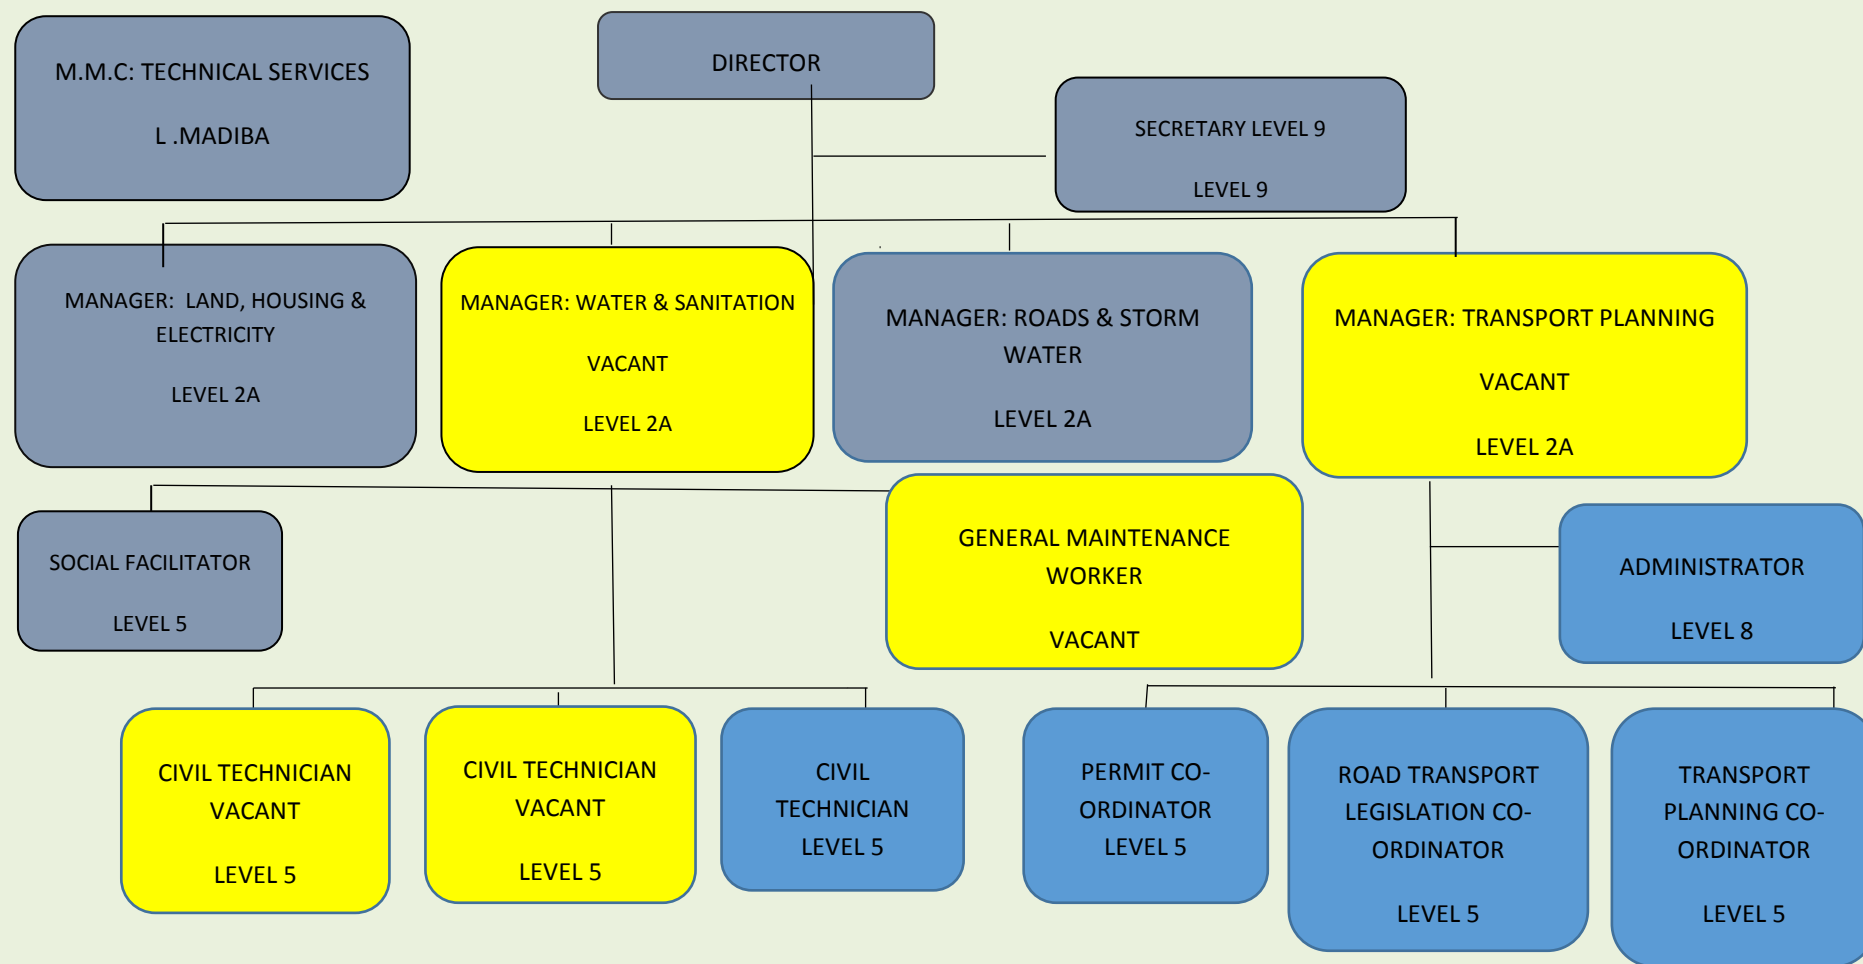 M.M.C: TECHNICAL SERVICES
L .MADIBA
DIRECTOR
SECRETARY LEVEL 9
LEVEL 9
MANAGER:  LAND, HOUSING &
ELECTRICITY
LEVEL 2A
MANAGER: WATER & SANITATION
VACANT
LEVEL 2A
MANAGER: ROADS & STORM
WATER
LEVEL 2A
MANAGER: TRANSPORT PLANNING
VACANT
LEVEL 2A
SOCIAL FACILITATOR
LEVEL 5
GENERAL MAINTENANCE
WORKER
VACANT
ADMINISTRATOR
LEVEL 8
CIVIL TECHNICIAN
VACANT
LEVEL 5
CIVIL TECHNICIAN
VACANT
LEVEL 5
CIVIL
TECHNICIAN
LEVEL 5
PERMIT CO-
ORDINATOR
LEVEL 5
ROAD TRANSPORT
LEGISLATION CO-
ORDINATOR
LEVEL 5
TRANSPORT
PLANNING CO-
ORDINATOR
LEVEL 5